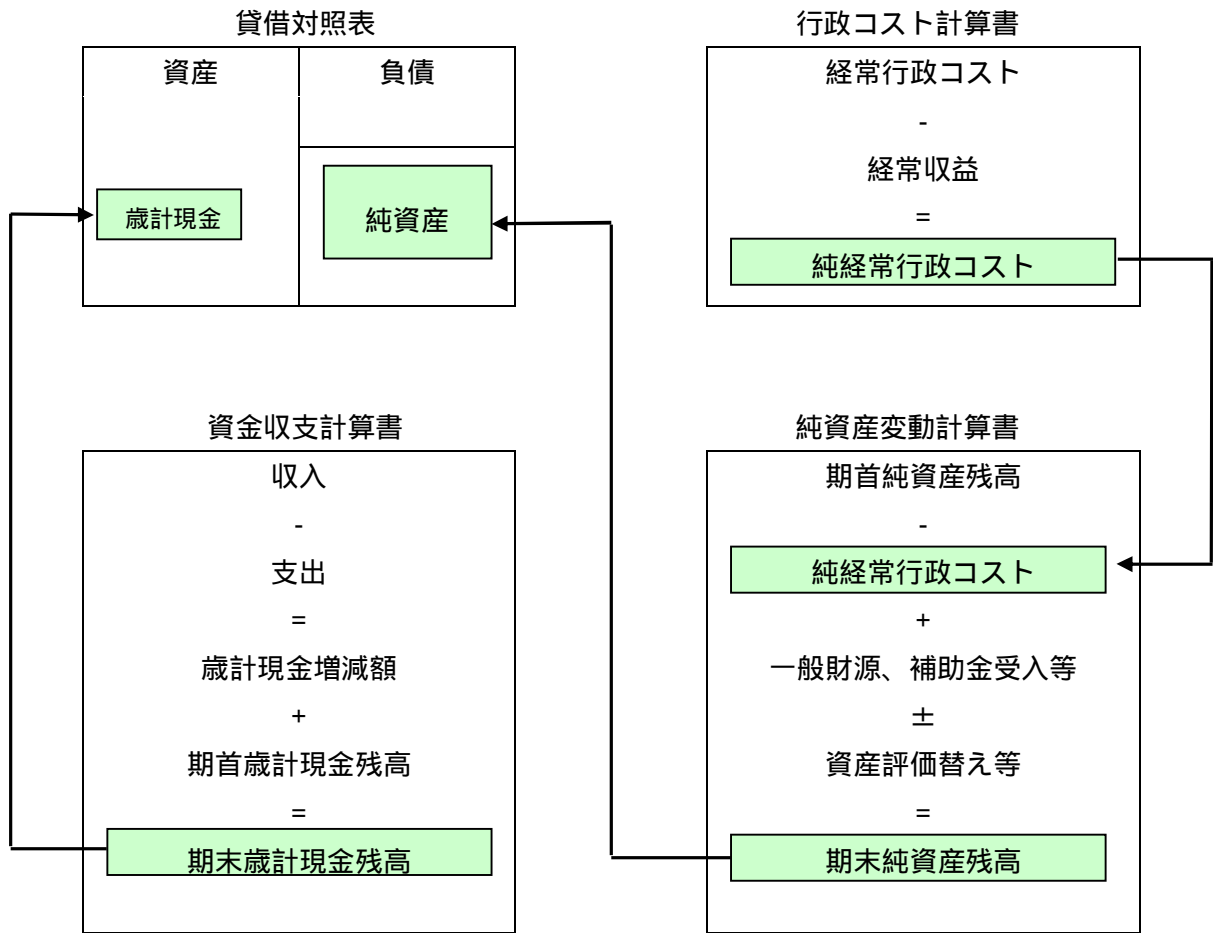 貸借対照表
資産
負債
歳計現金
純資産
行政コスト計算書
経常行政コスト
-
経常収益
=
純経常行政コスト
資金収支計算書
収入
-
支出
=
歳計現金増減額
+
期首歳計現金残高
=
期末歳計現金残高
純資産変動計算書
期首純資産残高
-
純経常行政コスト
+
一般財源、補助金受入等
±
資産評価替え等
=
期末純資産残高